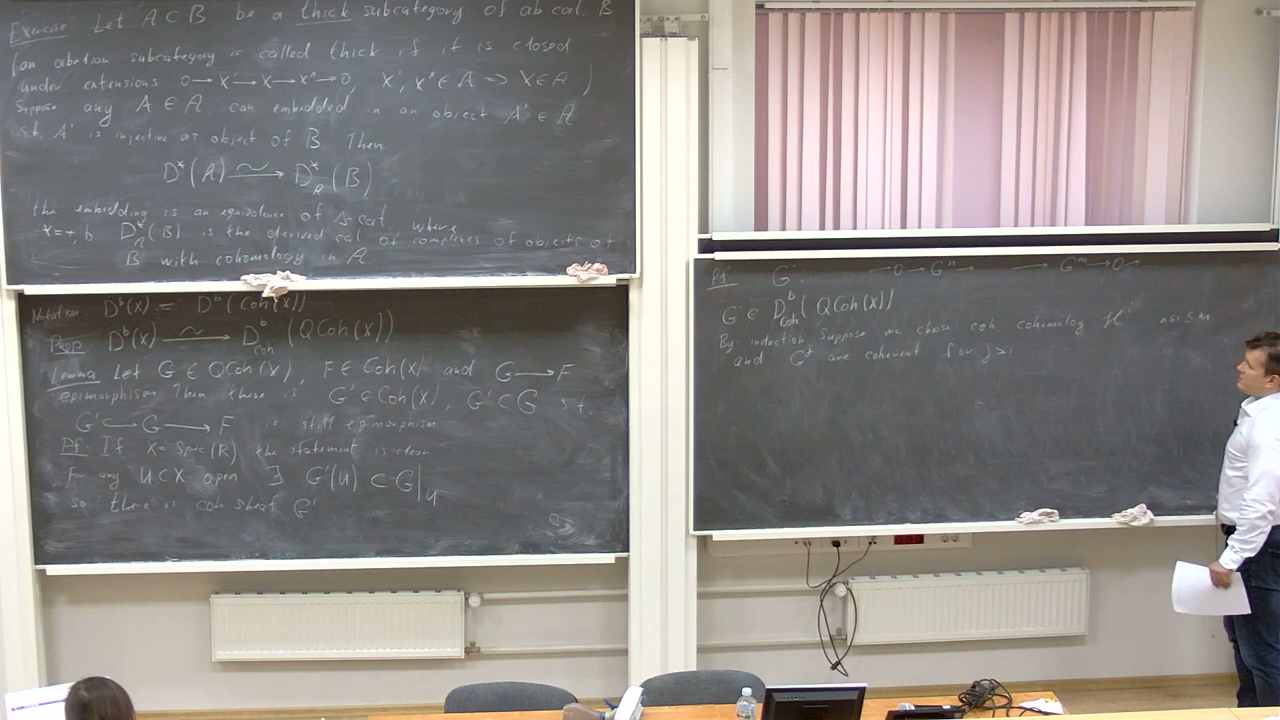 Exercise Let A ⊂ B be a thick subcategory of ab cat. B
(an abelian subcategory is called thick if it is closed
under extensions 0→X'→X→X''→0, X', X'' ∈ A ⇒ X ∈ A )
Suppose any A ∈ A can embedded in an object A' ∈ A
s.t. A' is injective as object of B. Then
D*(A) ⥲ D*_A(B)
the embedding is an equivalence of Δ-cat, where
*=+, b. D*_A(B) is the derived cat of complexes of objects of
B with cohomology in A
Notation: D^b(X) = D^b(Coh(X))
Prop D^b(X) ⥲ D^b_coh (QCoh(X))
Lemma Let G ∈ QCoh(X), F ∈ Coh(X) and G → F
epimorphism Then there is G' ∈ Coh(X), G' ⊂ G s.t.
G' ↪ G → F is still epimorphism
Pf: If X = Spec(R) the statement is clear
For any U ⊂ X open ∃ G'(U) ⊂ G|_U
so there is coh sheaf G'
Pf G· → 0 → G^n → → G^m → 0 →
G· ∈ D^b_coh (QCoh(X))
By induction Suppose we chose coh cohomolog H^i n≤i≤m
and G^j are coherent for j>i